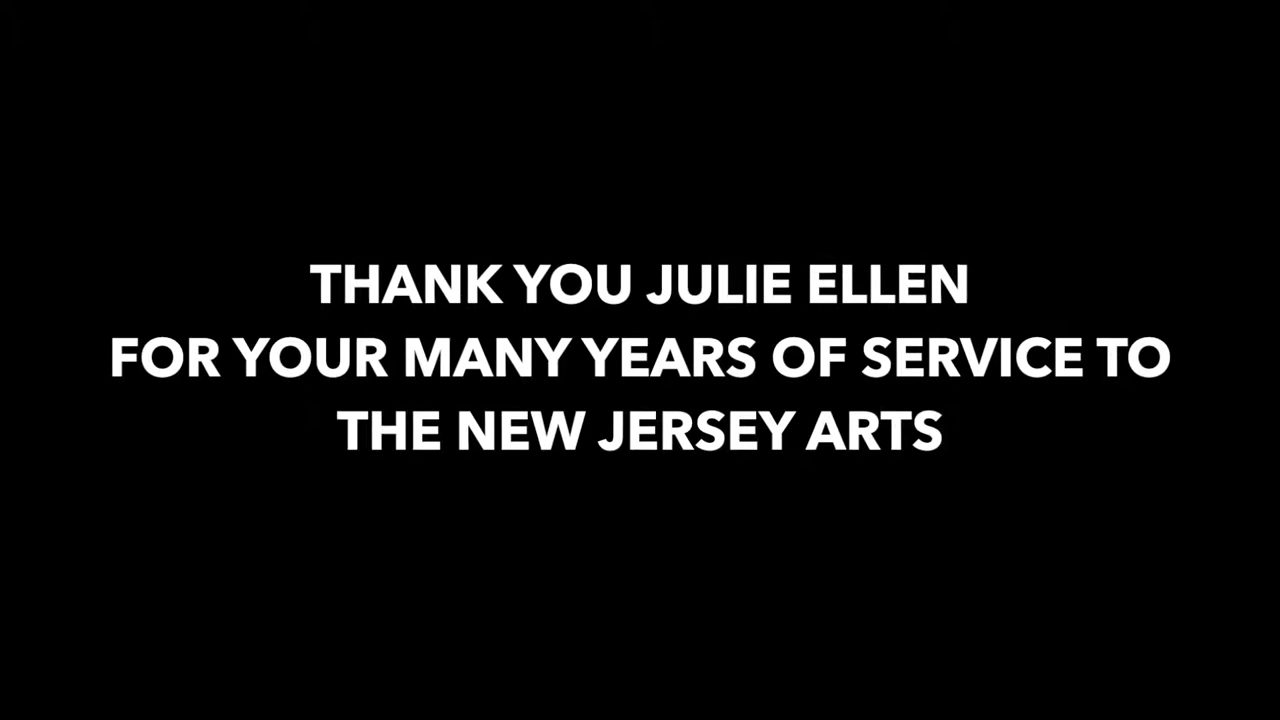 THANK YOU JULIE ELLEN
FOR YOUR MANY YEARS OF SERVICE TO
THE NEW JERSEY ARTS